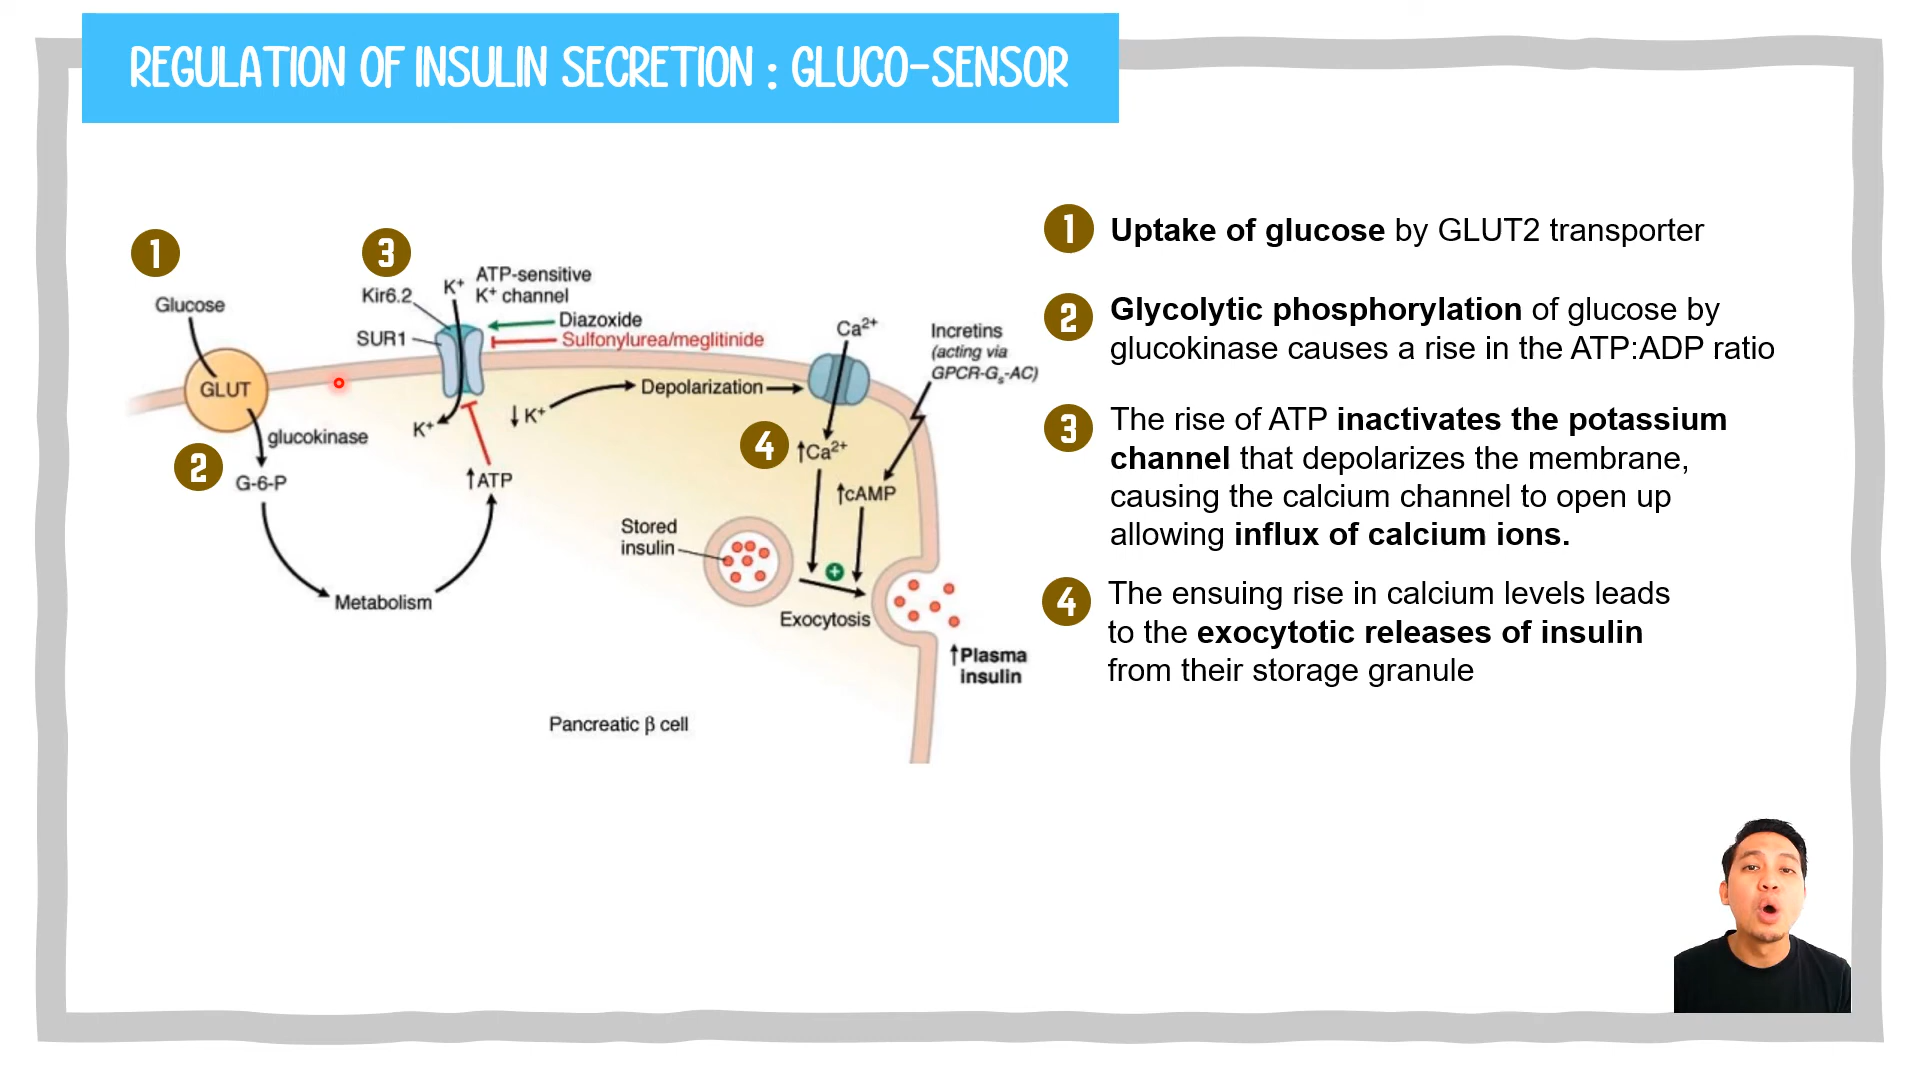 REGULATION OF INSULIN SECRETION : GLUCO-SENSOR
1
Glucose
GLUT
2
glucokinase
G-6-P
Metabolism
↑ATP
3
Kir6.2
SUR1
K⁺
ATP-sensitive
K⁺ channel
Diazoxide
Sulfonylurea/meglitinide
K⁺
↓K⁺
Depolarization
Ca²⁺
4
↑Ca²⁺
Incretins
(acting via
GPCR-Gₛ-AC)
↑cAMP
Stored
insulin
+
Exocytosis
↑Plasma
insulin
Pancreatic β cell
1 Uptake of glucose by GLUT2 transporter
2 Glycolytic phosphorylation of glucose by
glucokinase causes a rise in the ATP:ADP ratio
3 The rise of ATP inactivates the potassium
channel that depolarizes the membrane,
causing the calcium channel to open up
allowing influx of calcium ions.
4 The ensuing rise in calcium levels leads
to the exocytotic releases of insulin
from their storage granule